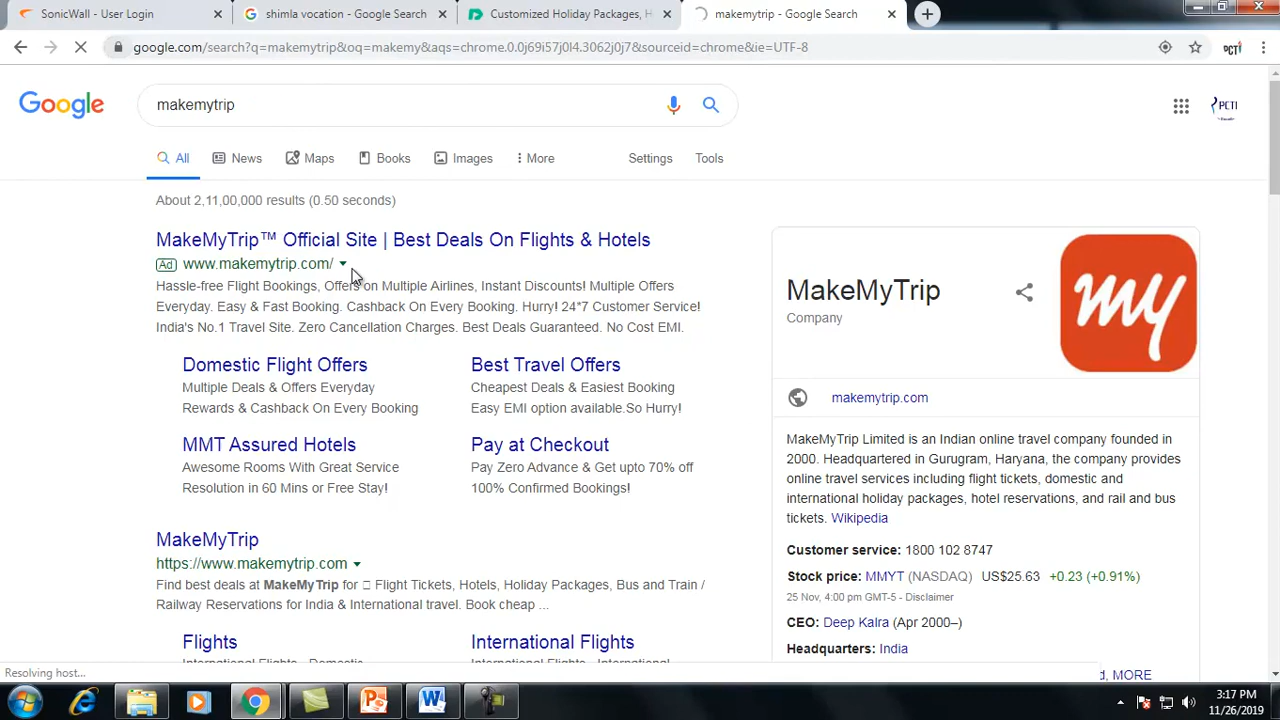 SonicWall - User Login
shimla vocation - Google Search
Customized Holiday Packages, H
makemytrip - Google Search
google.com/search?q=makemytrip&oq=makemy&aqs=chrome.0.0j69i57j0l4.3062j0j7&sourceid=chrome&ie=UTF-8
PCTI
Google
makemytrip
PCTI
All
News
Maps
Books
Images
More
Settings
Tools
About 2,11,00,000 results (0.50 seconds)
MakeMyTrip™ Official Site | Best Deals On Flights & Hotels
Ad www.makemytrip.com/
Hassle-free Flight Bookings, Offers on Multiple Airlines, Instant Discounts! Multiple Offers
Everyday. Easy & Fast Booking. Cashback On Every Booking. Hurry! 24*7 Customer Service!
India's No.1 Travel Site. Zero Cancellation Charges. Best Deals Guaranteed. No Cost EMI.
Domestic Flight Offers
Multiple Deals & Offers Everyday
Rewards & Cashback On Every Booking
Best Travel Offers
Cheapest Deals & Easiest Booking
Easy EMI option available.So Hurry!
MMT Assured Hotels
Awesome Rooms With Great Service
Resolution in 60 Mins or Free Stay!
Pay at Checkout
Pay Zero Advance & Get upto 70% off
100% Confirmed Bookings!
MakeMyTrip
https://www.makemytrip.com
Find best deals at MakeMyTrip for Flight Tickets, Hotels, Holiday Packages, Bus and Train /
Railway Reservations for India & International travel. Book cheap ...
Flights
International Flights
MakeMyTrip
Company
my
makemytrip.com
MakeMyTrip Limited is an Indian online travel company founded in
2000. Headquartered in Gurugram, Haryana, the company provides
online travel services including flight tickets, domestic and
international holiday packages, hotel reservations, and rail and bus
tickets. Wikipedia
Customer service: 1800 102 8747
Stock price: MMYT (NASDAQ) US$25.63 +0.23 (+0.91%)
25 Nov, 4:00 pm GMT-5 - Disclaimer
CEO: Deep Kalra (Apr 2000–)
Headquarters: India
d, MORE
Resolving host...
3:17 PM
11/26/2019